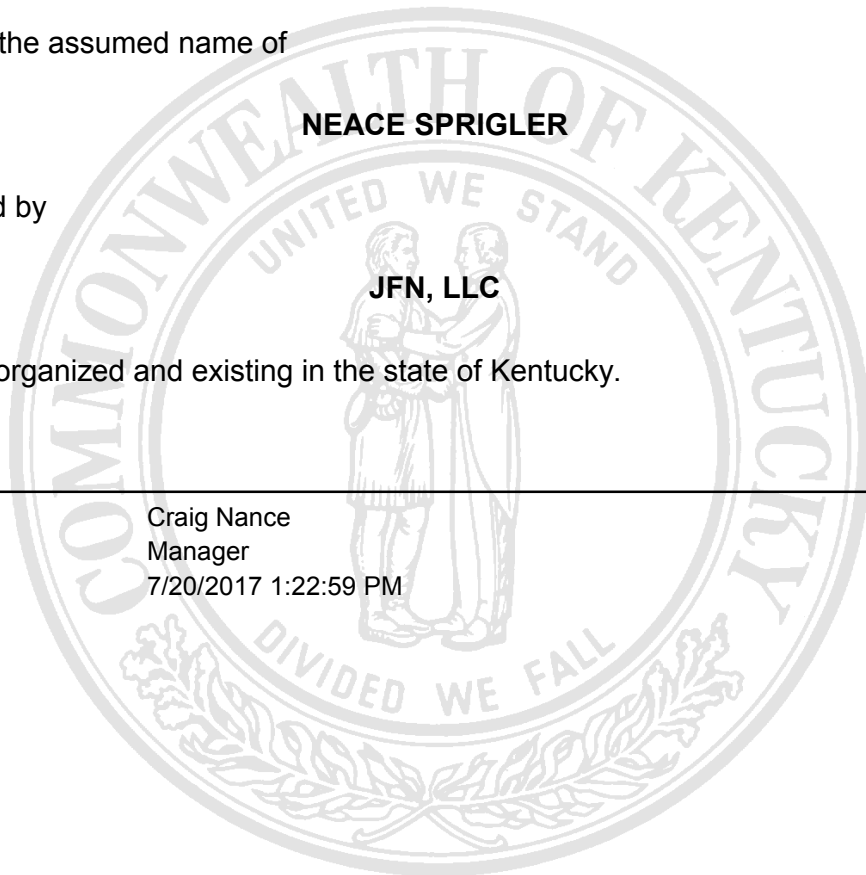 the assumed name of
NEACE SPRIGLER
d by
JFN, LLC
organized and existing in the state of Kentucky.
Craig Nance
Manager
7/20/2017 1:22:59 PM
COMMONWEALTH OF KENTUCKY
UNITED WE STAND
DIVIDED WE FALL